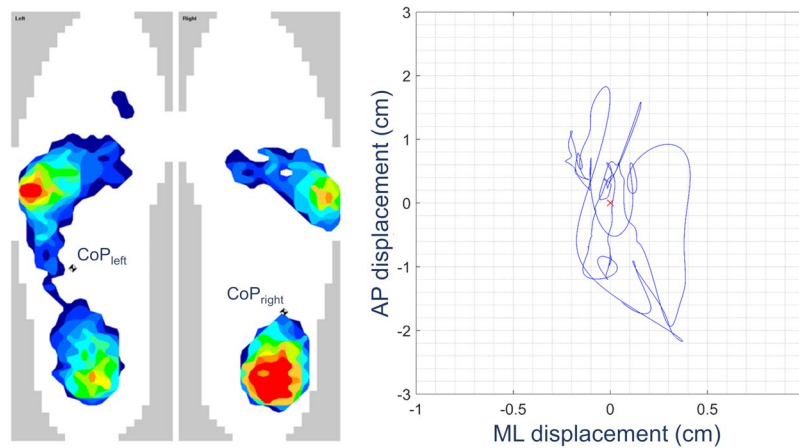 Left
Right
CoPleft
CoPright
AP displacement (cm)
3
2
1
0
-1
-2
-3
-1
-0.5
0
0.5
ML displacement (cm)